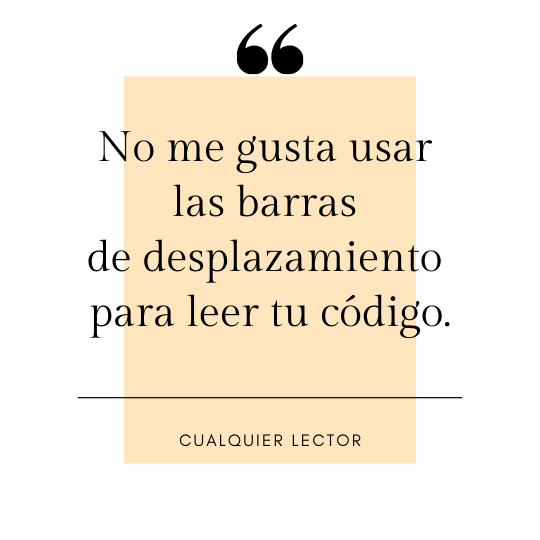 “
No me gusta usar
las barras
de desplazamiento
para leer tu código.
CUALQUIER LECTOR